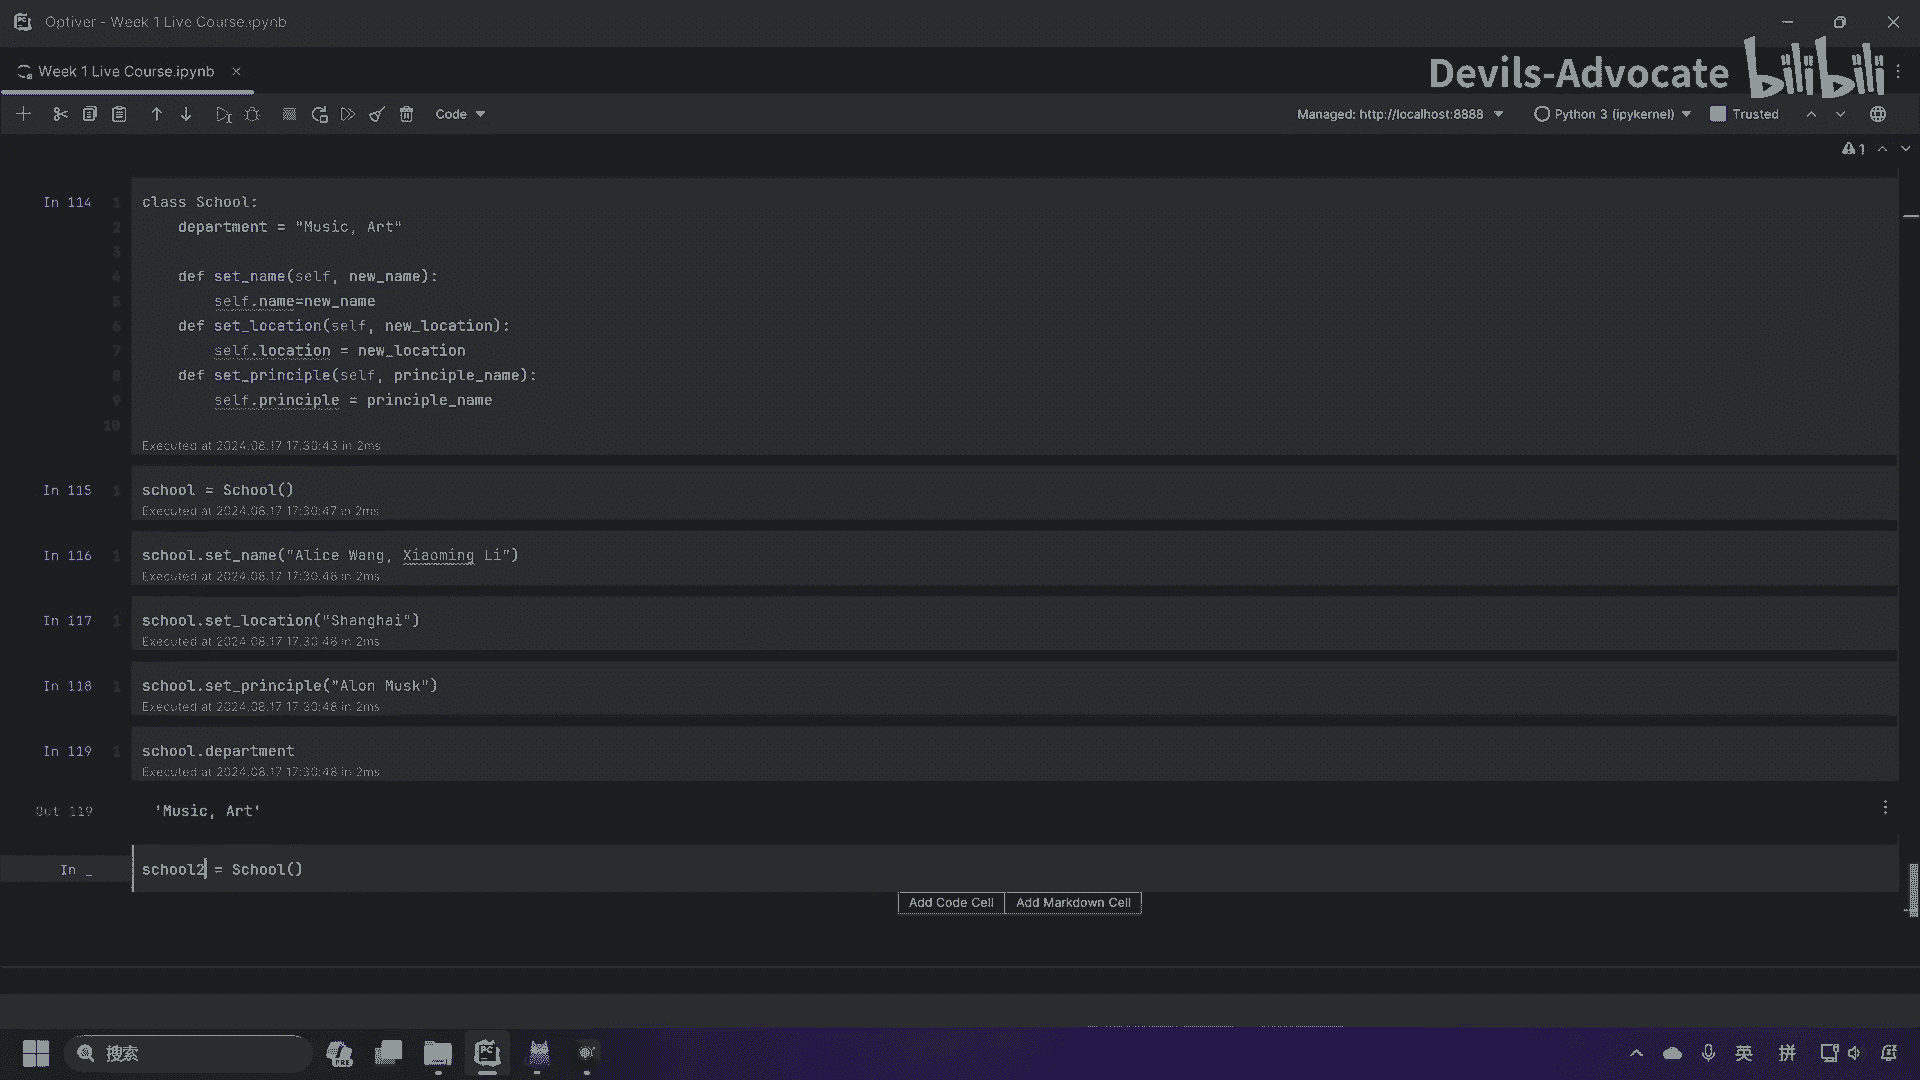 Optiver - Week 1 Live Course.ipynb
Week 1 Live Course.ipynb
Devils-Advocate bilibili
Code
Managed: http://localhost:8888
Python 3 (ipykernel)
Trusted
1
In 114
1 class School:
2 department = "Music, Art"
3
4 def set_name(self, new_name):
5 self.name=new_name
6 def set_location(self, new_location):
7 self.location = new_location
8 def set_principle(self, principle_name):
9 self.principle = principle_name
10
Executed at 2024.08.17 17:30:43 in 2ms
In 115 1 school = School()
Executed at 2024.08.17 17:30:47 in 2ms
In 116 1 school.set_name("Alice Wang, Xiaoming Li")
Executed at 2024.08.17 17:30:48 in 2ms
In 117 1 school.set_location("Shanghai")
Executed at 2024.08.17 17:30:48 in 2ms
In 118 1 school.set_principle("Alon Musk")
Executed at 2024.08.17 17:30:48 in 2ms
In 119 1 school.department
Executed at 2024.08.17 17:30:48 in 2ms
Out 119 'Music, Art'
In _ school2 = School()
Add Code Cell Add Markdown Cell
搜索
PRE
PC
英
拼